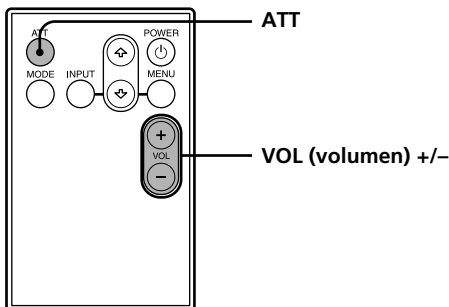 ATT
ATT POWER
MODE INPUT MENU
+
VOL
VOL (volumen) +/–
–